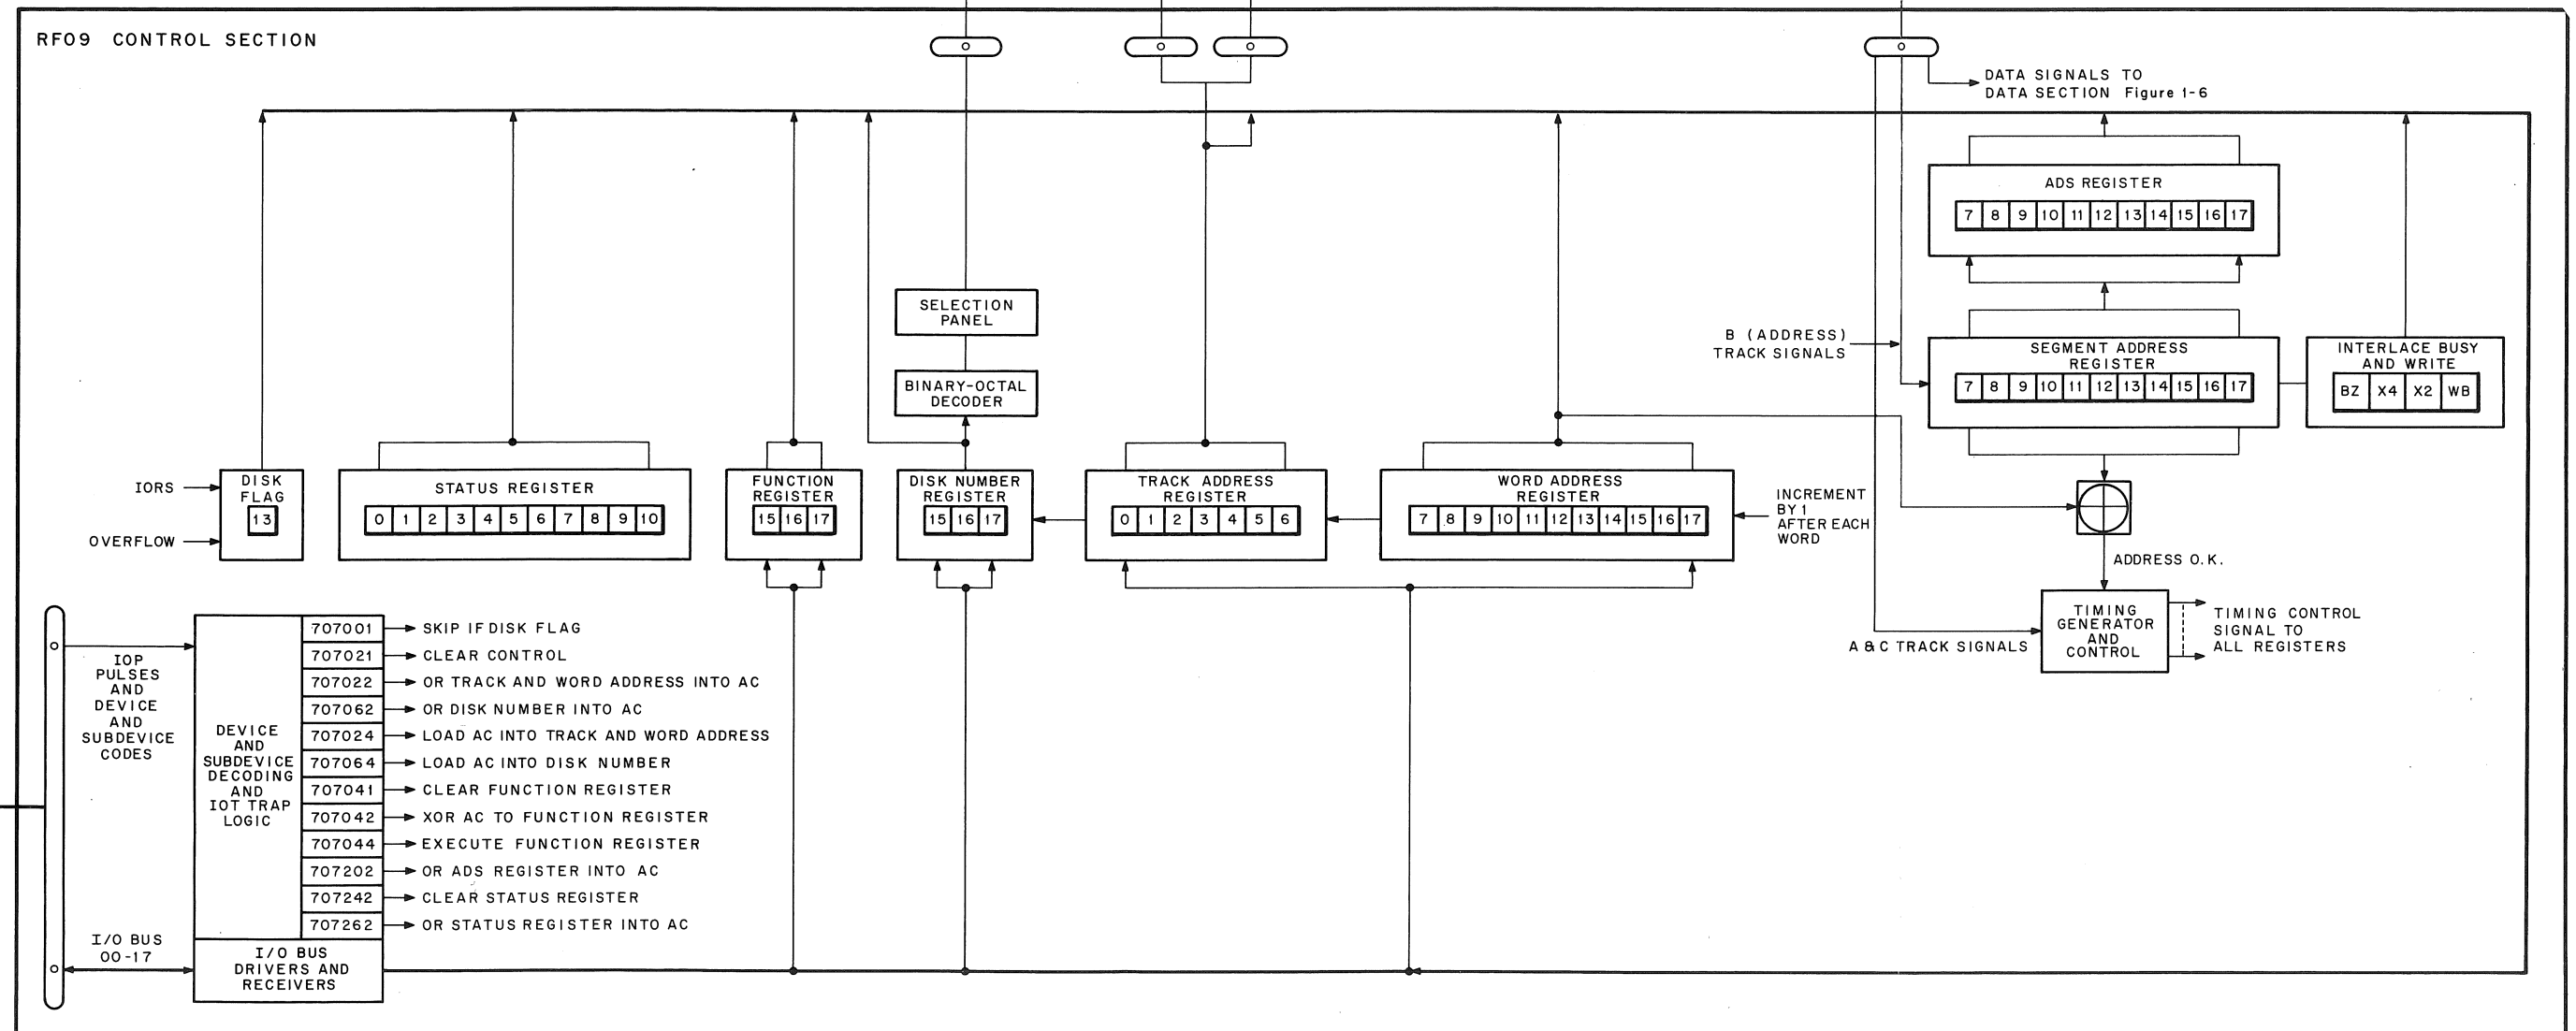 RF09 CONTROL SECTION
DATA SIGNALS TO
DATA SECTION Figure 1-6
ADS REGISTER
7 8 9 10 11 12 13 14 15 16 17
SELECTION
PANEL
B (ADDRESS)
TRACK SIGNALS
SEGMENT ADDRESS
REGISTER
7 8 9 10 11 12 13 14 15 16 17
INTERLACE BUSY
AND WRITE
BZ X4 X2 WB
BINARY-OCTAL
DECODER
IORS
OVERFLOW
DISK
FLAG
13
STATUS REGISTER
0 1 2 3 4 5 6 7 8 9 10
FUNCTION
REGISTER
15 16 17
DISK NUMBER
REGISTER
15 16 17
TRACK ADDRESS
REGISTER
0 1 2 3 4 5 6
WORD ADDRESS
REGISTER
7 8 9 10 11 12 13 14 15 16 17
INCREMENT
BY 1
AFTER EACH
WORD
ADDRESS O.K.
TIMING
GENERATOR
AND
CONTROL
A & C TRACK SIGNALS
TIMING CONTROL
SIGNAL TO
ALL REGISTERS
IOP
PULSES
AND
DEVICE
AND
SUBDEVICE
CODES
DEVICE
AND
SUBDEVICE
DECODING
AND
IOT TRAP
LOGIC
707001 SKIP IF DISK FLAG
707021 CLEAR CONTROL
707022 OR TRACK AND WORD ADDRESS INTO AC
707062 OR DISK NUMBER INTO AC
707024 LOAD AC INTO TRACK AND WORD ADDRESS
707064 LOAD AC INTO DISK NUMBER
707041 CLEAR FUNCTION REGISTER
707042 XOR AC TO FUNCTION REGISTER
707044 EXECUTE FUNCTION REGISTER
707202 OR ADS REGISTER INTO AC
707242 CLEAR STATUS REGISTER
707262 OR STATUS REGISTER INTO AC
I/O BUS
00-17
I/O BUS
DRIVERS AND
RECEIVERS